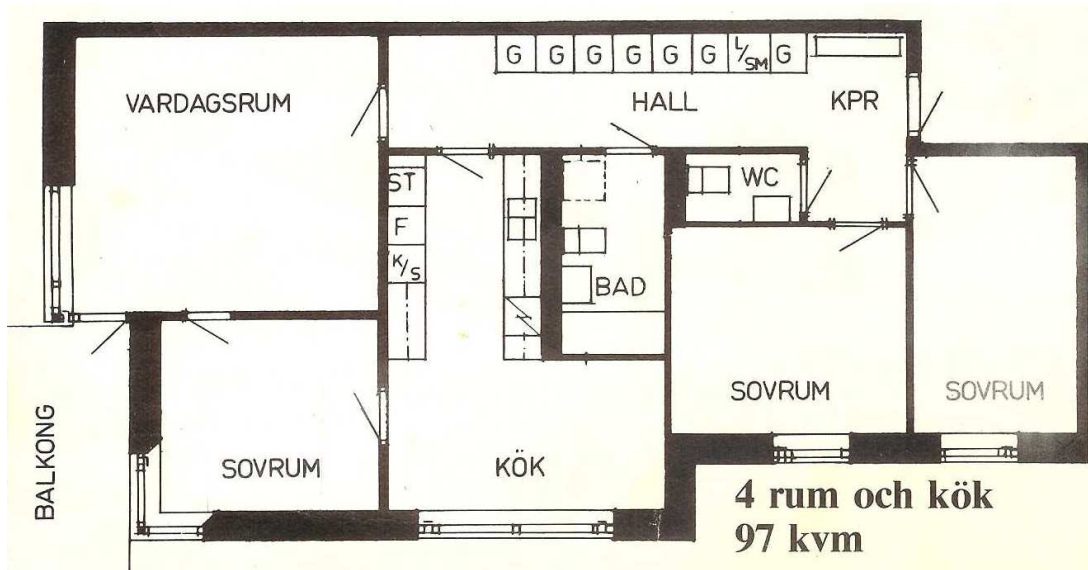 G G G G G G L/SM G
VARDAGSRUM
HALL
KPR
ST
WC
F
K/S
BAD
SOVRUM
SOVRUM
BALKONG
SOVRUM
KÖK
4 rum och kök
97 kvm